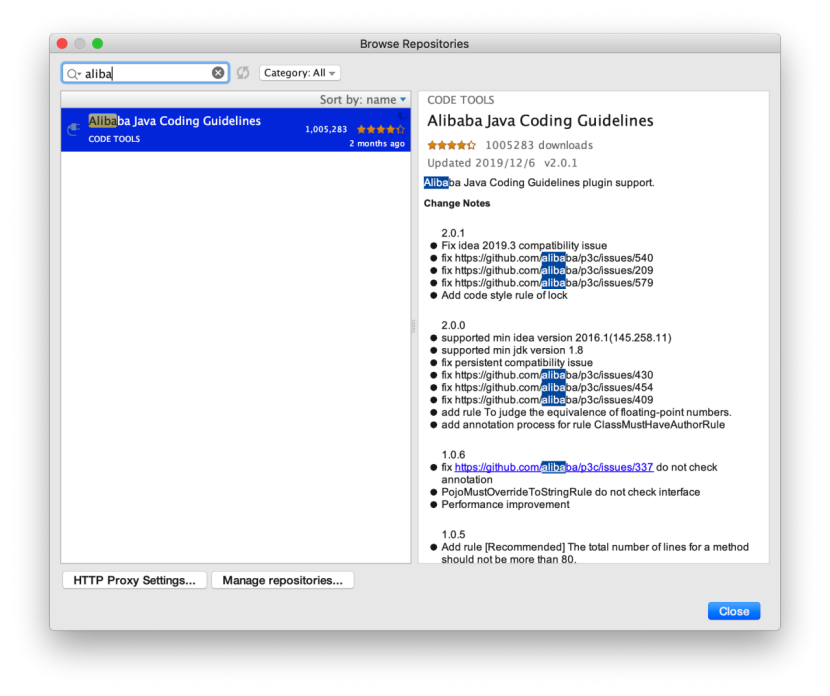 Browse Repositories
aliba
Category: All
Sort by: name
Alibaba Java Coding Guidelines
CODE TOOLS
1,005,283
2 months ago
CODE TOOLS
Alibaba Java Coding Guidelines
1005283 downloads
Updated 2019/12/6 v2.0.1
Alibaba Java Coding Guidelines plugin support.
Change Notes
2.0.1
● Fix idea 2019.3 compatibility issue
● fix https://github.com/alibaba/p3c/issues/540
● fix https://github.com/alibaba/p3c/issues/209
● fix https://github.com/alibaba/p3c/issues/579
● Add code style rule of lock
2.0.0
● supported min idea version 2016.1(145.258.11)
● supported min jdk version 1.8
● fix persistent compatibility issue
● fix https://github.com/alibaba/p3c/issues/430
● fix https://github.com/alibaba/p3c/issues/454
● fix https://github.com/alibaba/p3c/issues/409
● add rule To judge the equivalence of floating-point numbers.
● add annotation process for rule ClassMustHaveAuthorRule
1.0.6
● fix https://github.com/alibaba/p3c/issues/337 do not check
annotation
● PojoMustOverrideToStringRule do not check interface
● Performance improvement
1.0.5
● Add rule [Recommended] The total number of lines for a method
should not be more than 80.
HTTP Proxy Settings...
Manage repositories...
Close